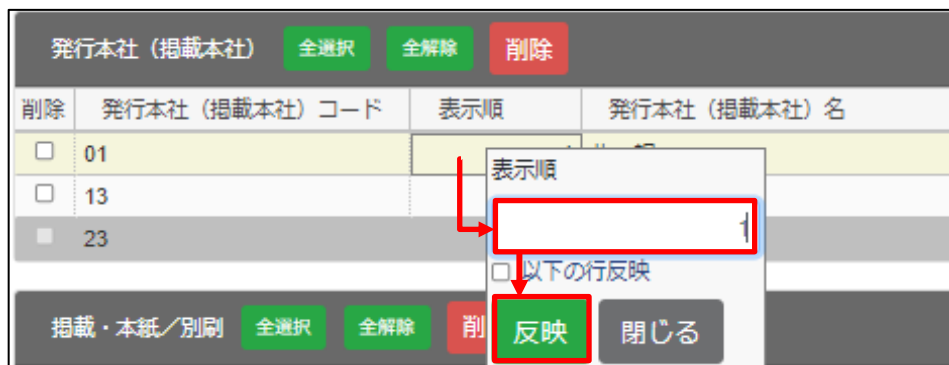 発行本社（掲載本社） 全選択 全解除 削除
削除 発行本社（掲載本社）コード 表示順 発行本社（掲載本社）名
01
13
23
表示順
1
以下の行反映
反映 閉じる
掲載・本紙／別刷 全選択 全解除 削